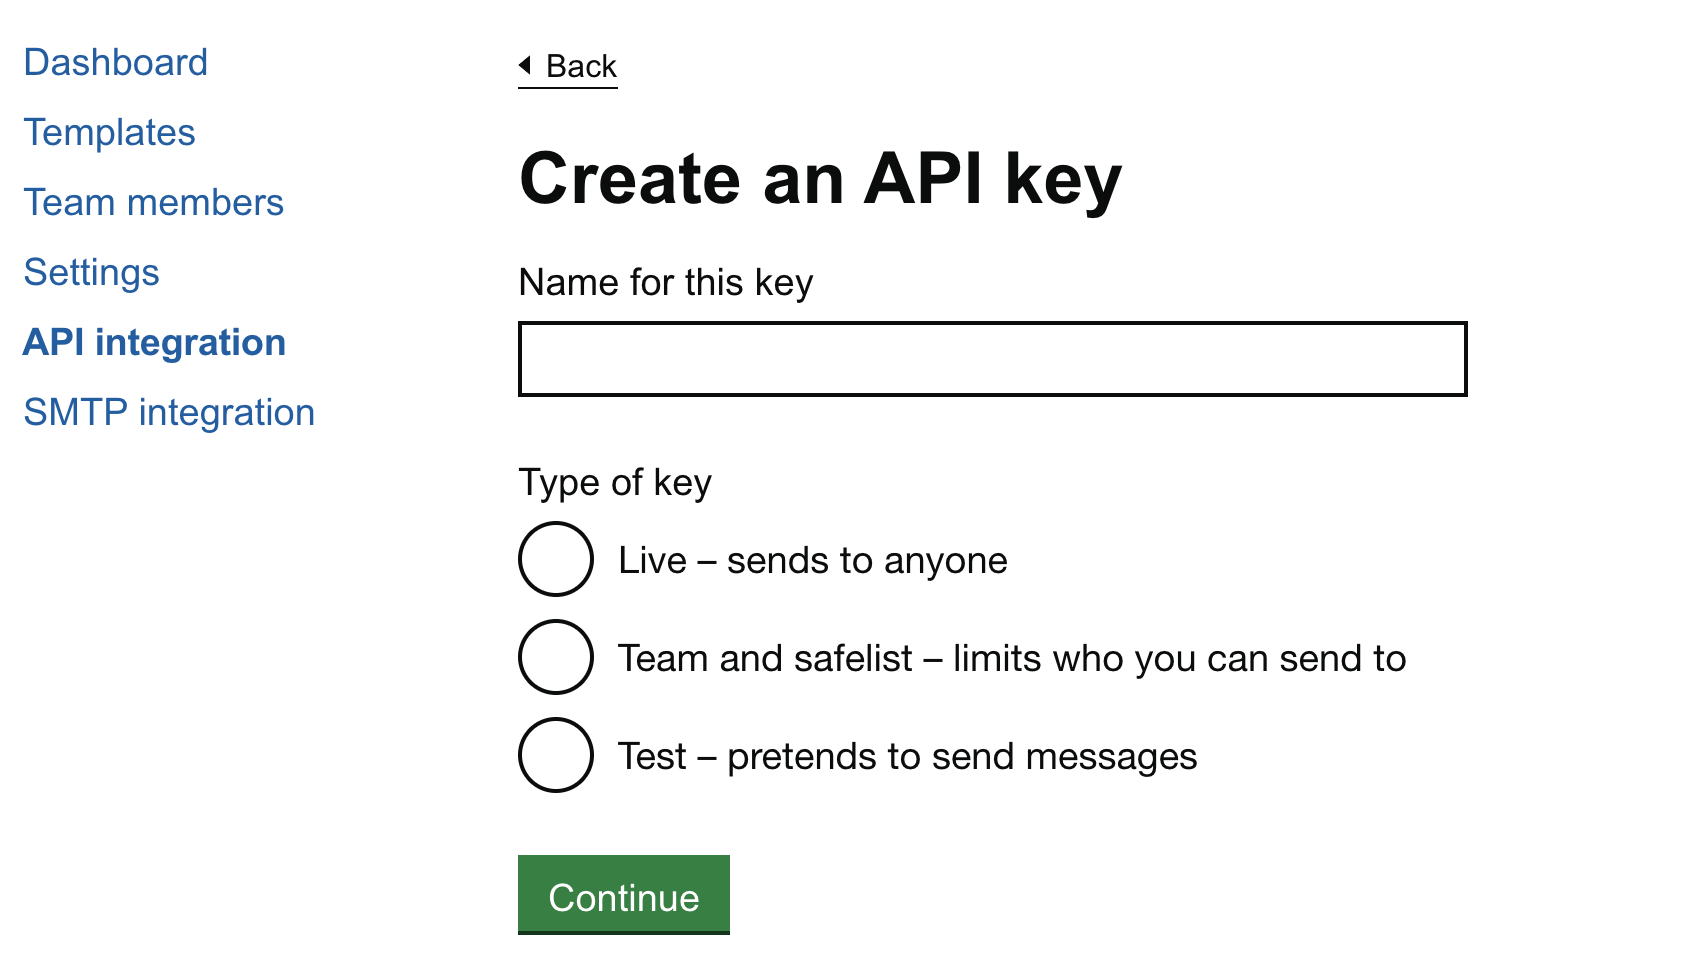 Dashboard
Templates
Team members
Settings
API integration
SMTP integration
Back
Create an API key
Name for this key
Type of key
Live – sends to anyone
Team and safelist – limits who you can send to
Test – pretends to send messages
Continue